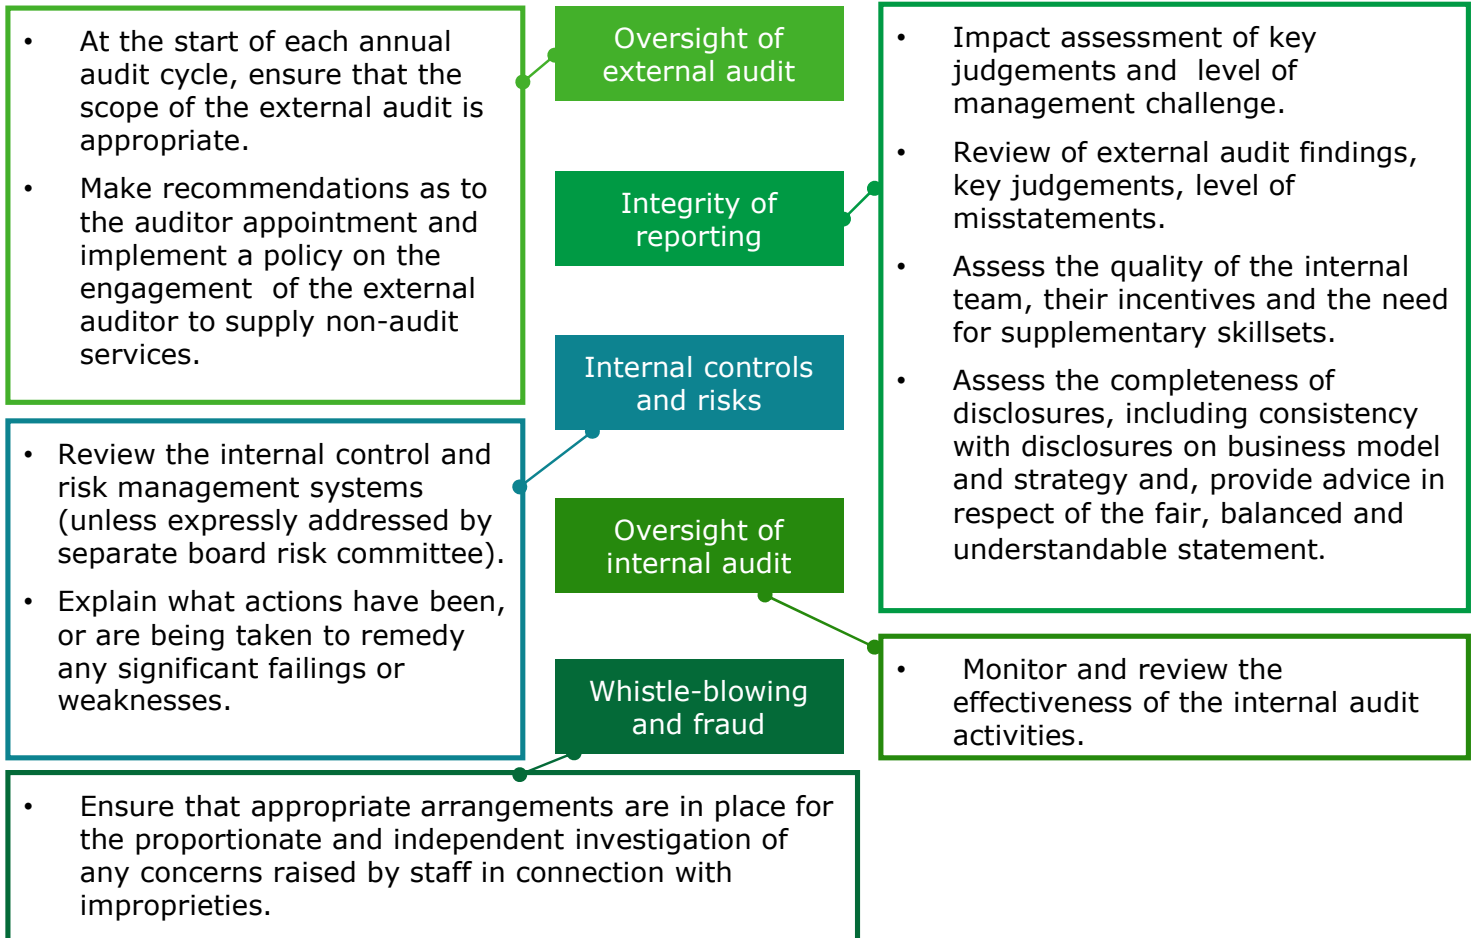 • At the start of each annual
audit cycle, ensure that the
scope of the external audit is
appropriate.
• Make recommendations as to
the auditor appointment and
implement a policy on the
engagement of the external
auditor to supply non-audit
services.
Oversight of
external audit
Integrity of
reporting
• Impact assessment of key
judgements and level of
management challenge.
• Review of external audit findings,
key judgements, level of
misstatements.
• Assess the quality of the internal
team, their incentives and the need
for supplementary skillsets.
• Assess the completeness of
disclosures, including consistency
with disclosures on business model
and strategy and, provide advice in
respect of the fair, balanced and
understandable statement.
Internal controls
and risks
• Review the internal control and
risk management systems
(unless expressly addressed by
separate board risk committee).
• Explain what actions have been,
or are being taken to remedy
any significant failings or
weaknesses.
Oversight of
internal audit
• Monitor and review the
effectiveness of the internal audit
activities.
Whistle-blowing
and fraud
• Ensure that appropriate arrangements are in place for
the proportionate and independent investigation of
any concerns raised by staff in connection with
improprieties.